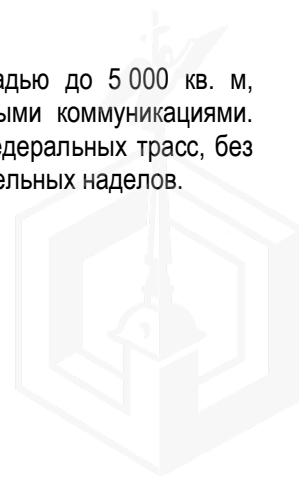 адью до 5 000 кв. м,
ыми коммуникациями.
едеральных трасс, без
ельных наделов.